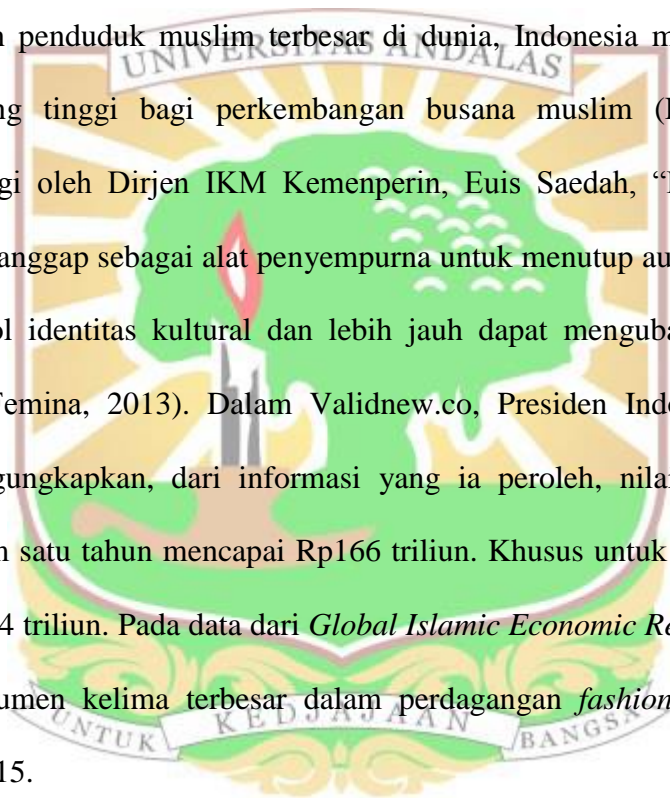 penduduk muslim terbesar di dunia, Indonesia m
UNIVERSITAS ANDALAS
ng tinggi bagi perkembangan busana muslim (
gi oleh Dirjen IKM Kemenperin, Euis Saedah, “
anggap sebagai alat penyempurna untuk menutup au
ol identitas kultural dan lebih jauh dapat menguba
emina, 2013). Dalam Validnew.co, Presiden Indo
gungkapkan, dari informasi yang ia peroleh, nila
satu tahun mencapai Rp166 triliun. Khusus untuk
4 triliun. Pada data dari Global Islamic Economic Re
umen kelima terbesar dalam perdagangan fashion
UNTUK KEDJAJAAN BANGSA
15.